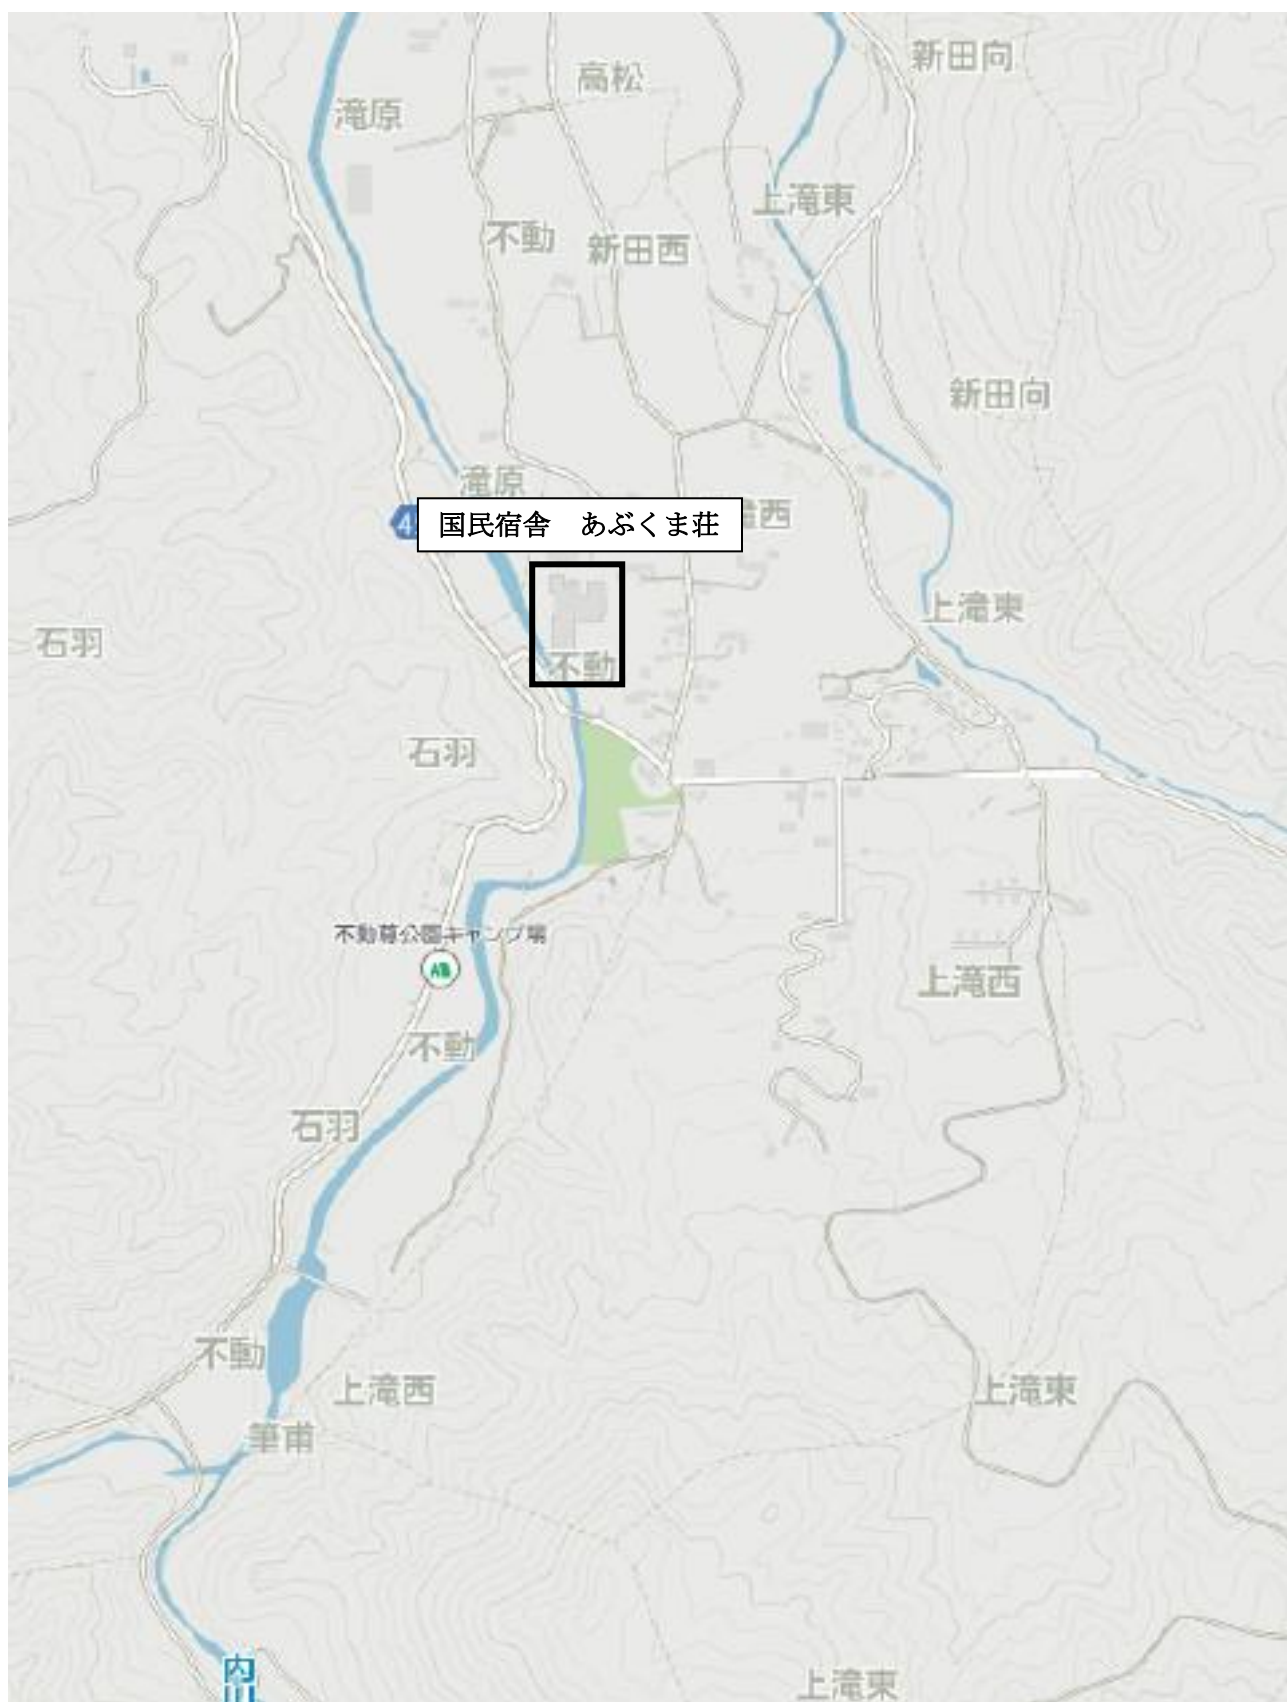 新田向
高松
滝原
上滝東
不動
新田西
新田向
滝原
国民宿舎　あぶくま荘
西
上滝東
石羽
不動
石羽
不動尊公園キャンプ場
上滝西
不動
石羽
不動
上滝西
上滝東
筆甫
内川
上滝東